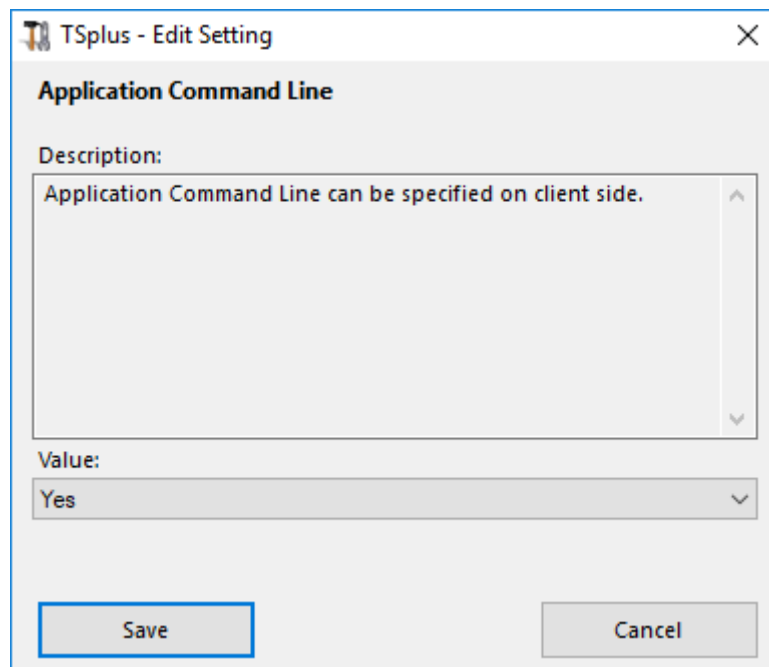 TSplus - Edit Setting
Application Command Line
Description:
Application Command Line can be specified on client side.
Value:
Yes
Save
Cancel